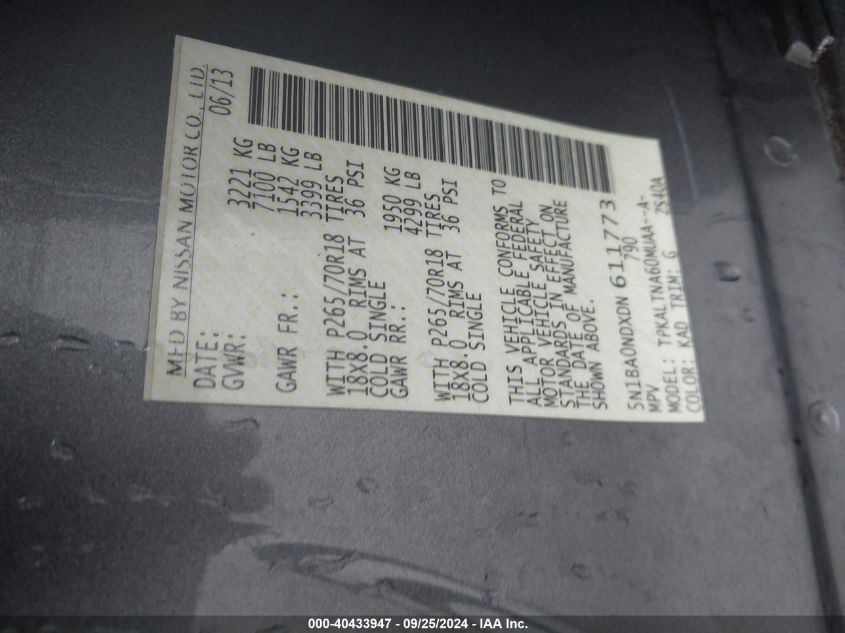 MFD BY NISSAN MOTOR CO., LTD.
DATE: 06/13
GVWR: 3221 KG
7100 LB
GAWR FR.: 1542 KG
3399 LB
WITH P265/70R18 TIRES
18X8.0 RIMS AT 36 PSI
COLD SINGLE
GAWR RR.: 1950 KG
4299 LB
WITH P265/70R18 TIRES
18X8.0 RIMS AT 36 PSI
COLD SINGLE
THIS VEHICLE CONFORMS TO
ALL APPLICABLE FEDERAL
MOTOR VEHICLE SAFETY
STANDARDS IN EFFECT ON
THE DATE OF MANUFACTURE
SHOWN ABOVE.
5N1BA0NDXDN 611773
MPV 790
MODEL: TPKALTNA60MUAA--A-
COLOR: KAD TRIM: G 2S40A
000-40433947 - 09/25/2024 - IAA Inc.